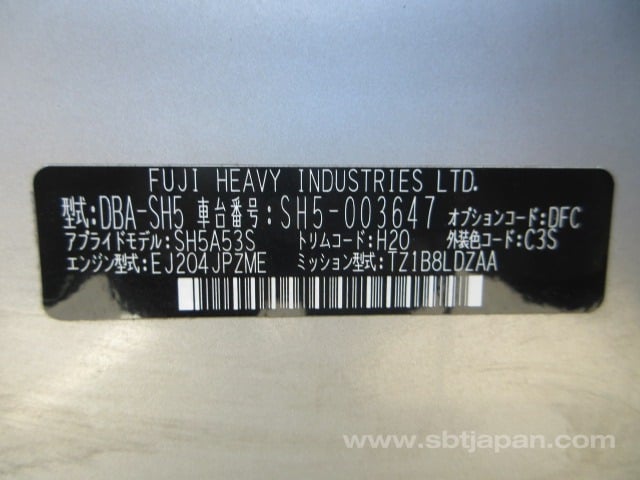 FUJI HEAVY INDUSTRIES LTD.
型式:DBA-SH5 車台番号:SH5-003647 オプションコード:DFC
アプライドモデル:SH5A53S トリムコード:H20 外装色コード:C3S
エンジン型式:EJ204JPZME ミッション型式:TZ1B8LDZAA
www.sbtjapan.com